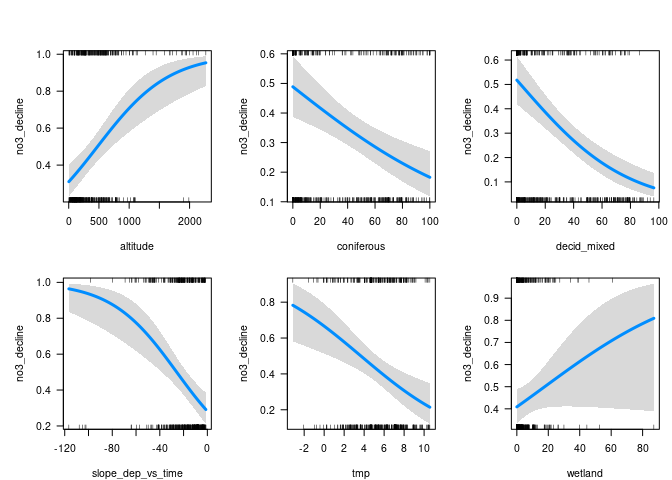 1.0
0.8
0.6
0.4
no3_decline
0 500 1000 2000
altitude
0.6
0.5
0.4
0.3
0.2
0.1
no3_decline
0 20 40 60 80 100
coniferous
0.6
0.5
0.4
0.3
0.2
0.1
no3_decline
0 20 40 60 80 100
decid_mixed
1.0
0.8
0.6
0.4
0.2
no3_decline
-120 -80 -40 0
slope_dep_vs_time
0.8
0.6
0.4
0.2
no3_decline
-2 0 2 4 6 8 10
tmp
0.9
0.8
0.7
0.6
0.5
0.4
no3_decline
0 20 40 60 80
wetland